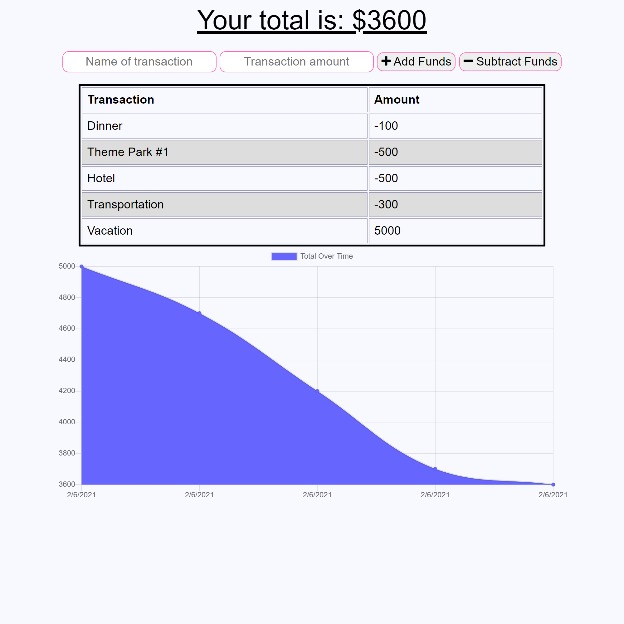 Your total is: $3600
Name of transaction Transaction amount + Add Funds − Subtract Funds
Transaction Amount
Dinner -100
Theme Park #1 -500
Hotel -500
Transportation -300
Vacation 5000
Total Over Time
5000
4800
4600
4400
4200
4000
3800
3600
2/6/2021 2/6/2021 2/6/2021 2/6/2021 2/6/2021